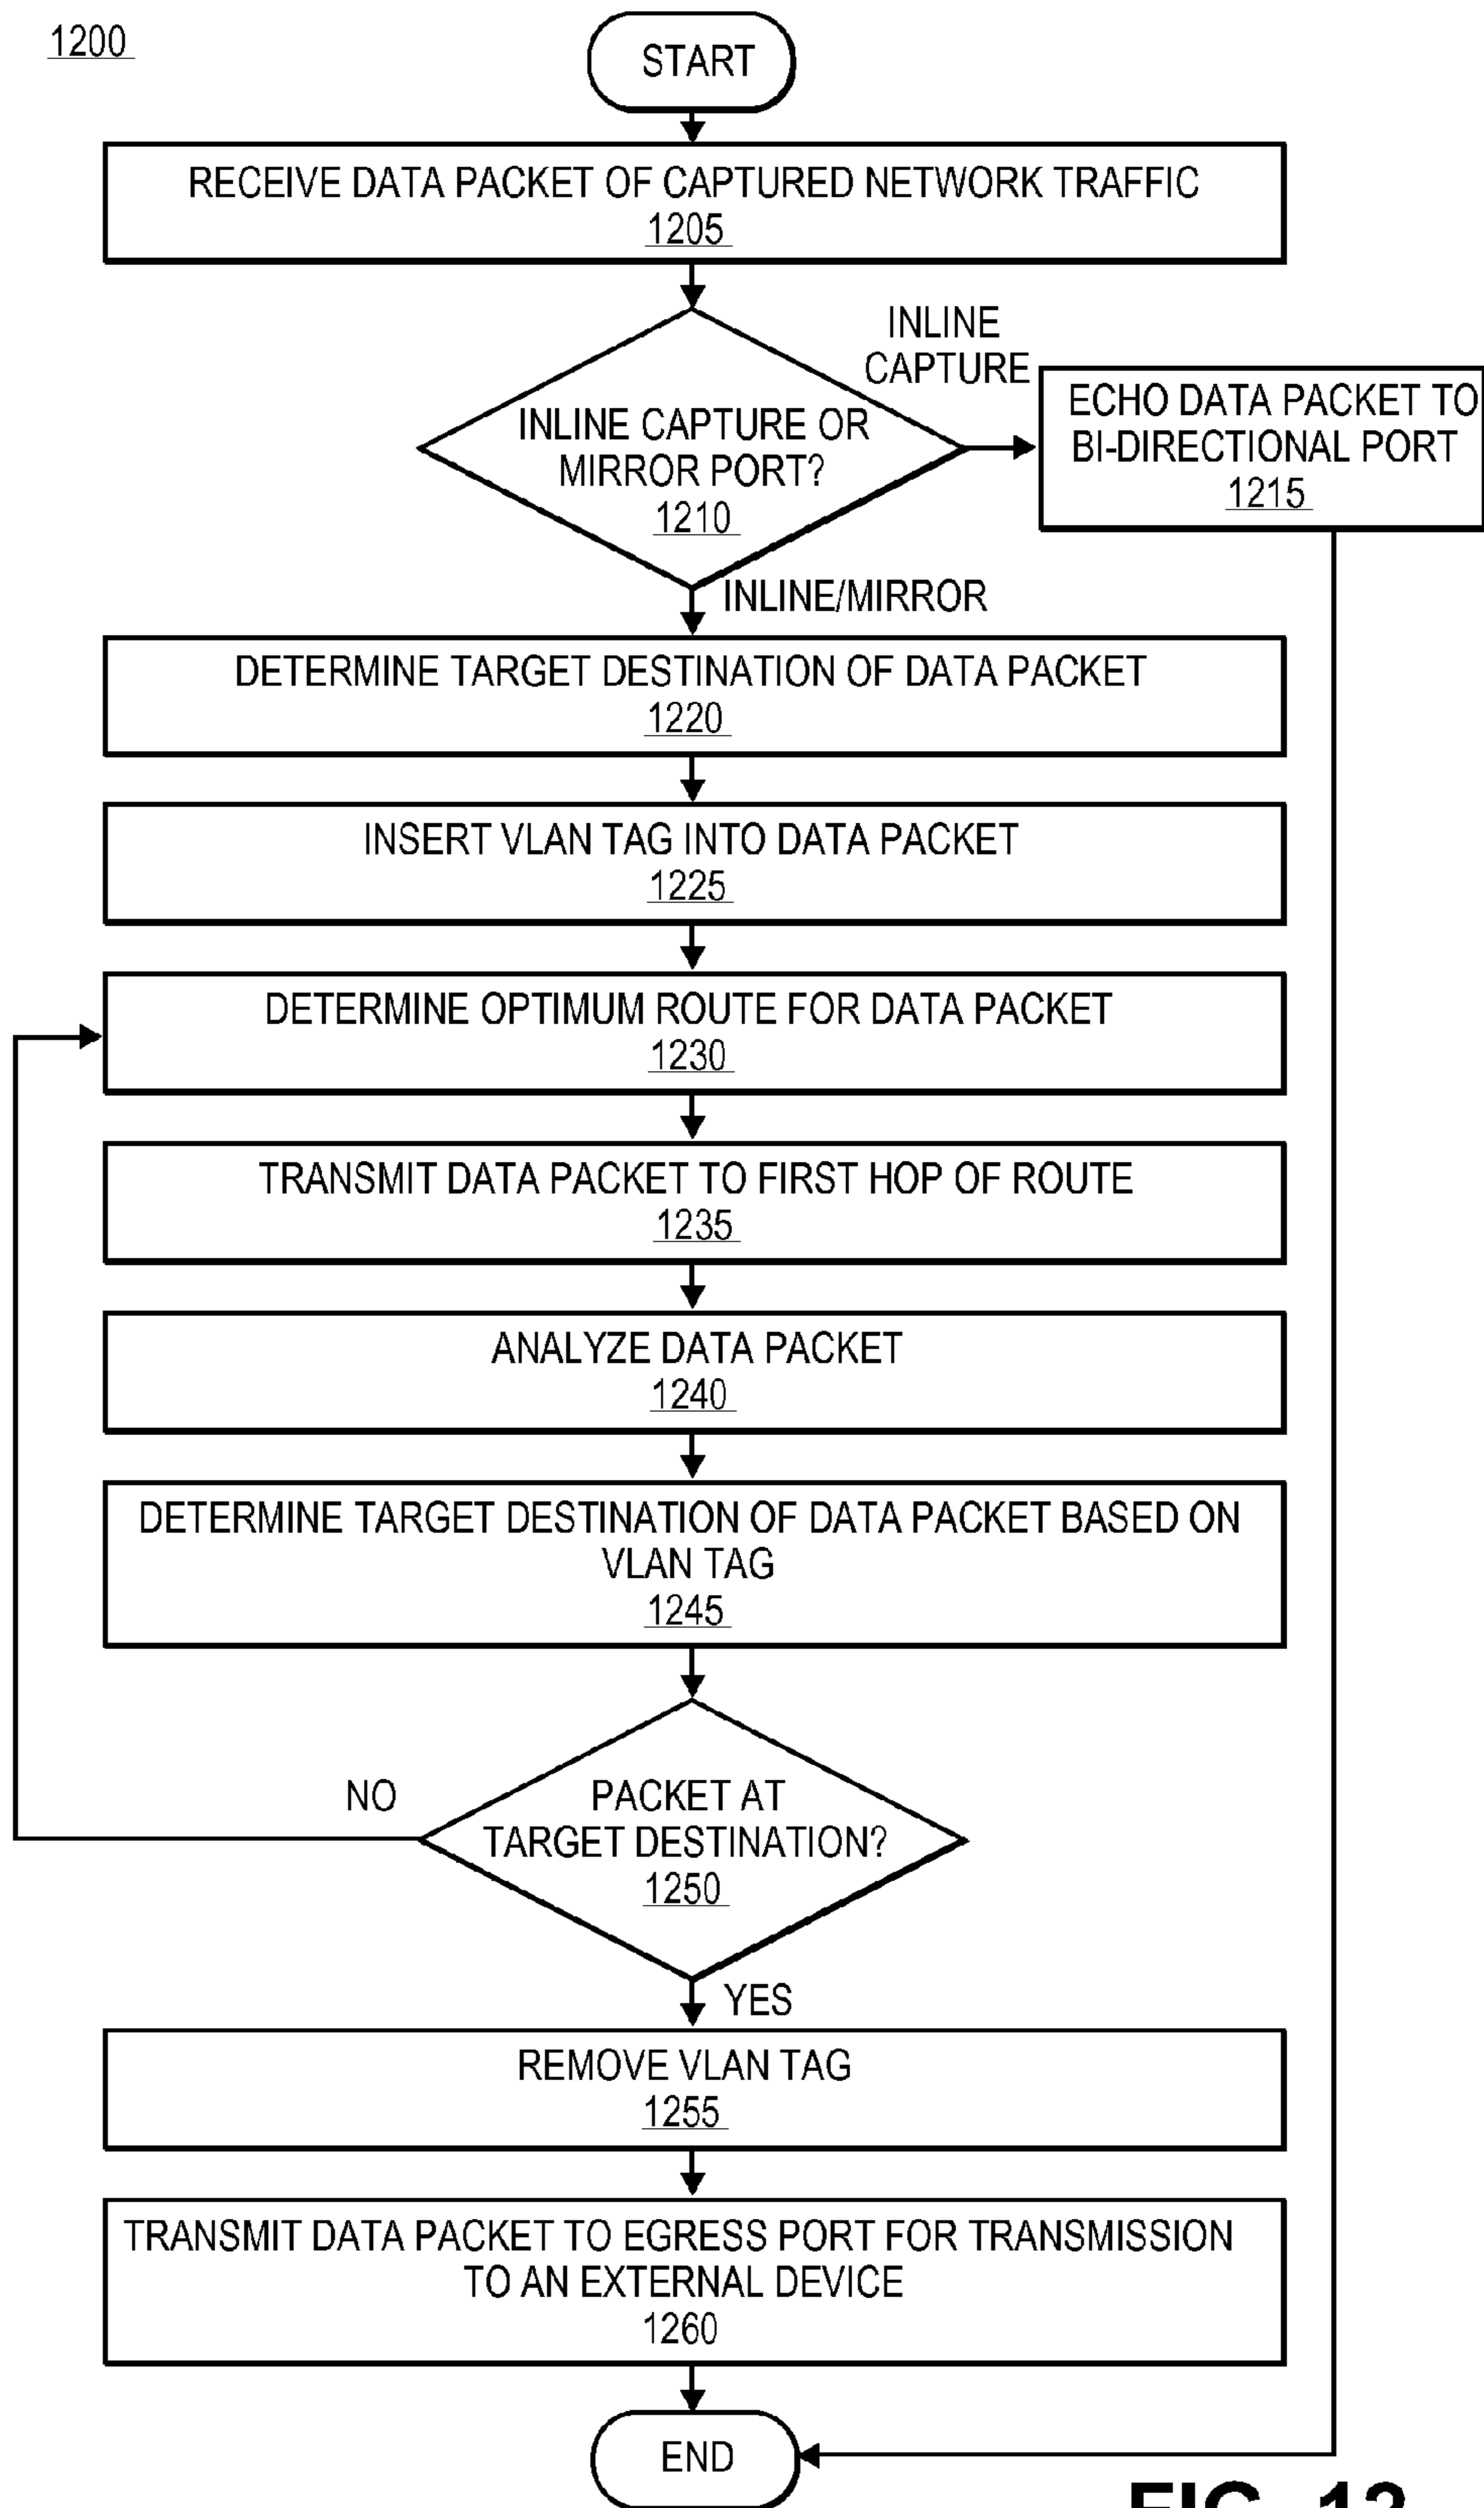 1200
START
RECEIVE DATA PACKET OF CAPTURED NETWORK TRAFFIC
1205
INLINE
CAPTURE
INLINE CAPTURE OR
MIRROR PORT?
1210
ECHO DATA PACKET TO
BI-DIRECTIONAL PORT
1215
INLINE/MIRROR
DETERMINE TARGET DESTINATION OF DATA PACKET
1220
INSERT VLAN TAG INTO DATA PACKET
1225
DETERMINE OPTIMUM ROUTE FOR DATA PACKET
1230
TRANSMIT DATA PACKET TO FIRST HOP OF ROUTE
1235
ANALYZE DATA PACKET
1240
DETERMINE TARGET DESTINATION OF DATA PACKET BASED ON
VLAN TAG
1245
NO
PACKET AT
TARGET DESTINATION?
1250
YES
REMOVE VLAN TAG
1255
TRANSMIT DATA PACKET TO EGRESS PORT FOR TRANSMISSION
TO AN EXTERNAL DEVICE
1260
END
FIG. 12